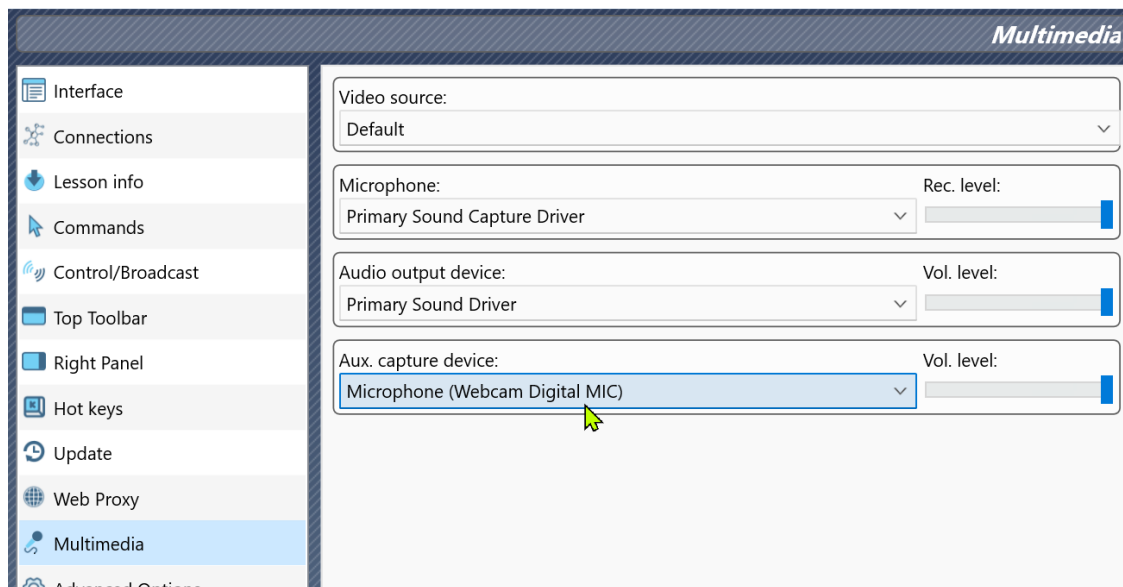 Multimedia
Interface
Connections
Lesson info
Commands
Control/Broadcast
Top Toolbar
Right Panel
Hot keys
Update
Web Proxy
Multimedia
Advanced Options
Video source:
Default
Microphone:
Rec. level:
Primary Sound Capture Driver
Audio output device:
Vol. level:
Primary Sound Driver
Aux. capture device:
Vol. level:
Microphone (Webcam Digital MIC)